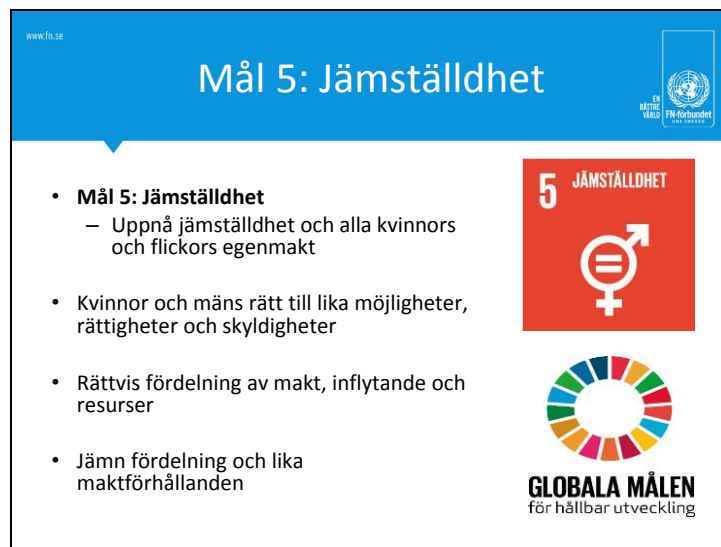 www.fn.se
Mål 5: Jämställdhet
EN
BÄTTRE
VÄRLD
FN-förbundet
UNA SWEDEN
• Mål 5: Jämställdhet
– Uppnå jämställdhet och alla kvinnors
och flickors egenmakt
• Kvinnor och mäns rätt till lika möjligheter,
rättigheter och skyldigheter
• Rättvis fördelning av makt, inflytande och
resurser
• Jämn fördelning och lika
maktförhållanden
5 JÄMSTÄLLDHET
GLOBALA MÅLEN
för hållbar utveckling